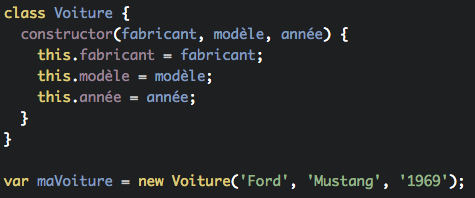 class Voiture {
constructor(fabricant, modèle, année) {
this.fabricant = fabricant;
this.modèle = modèle;
this.année = année;
}
}
var maVoiture = new Voiture('Ford', 'Mustang', '1969');